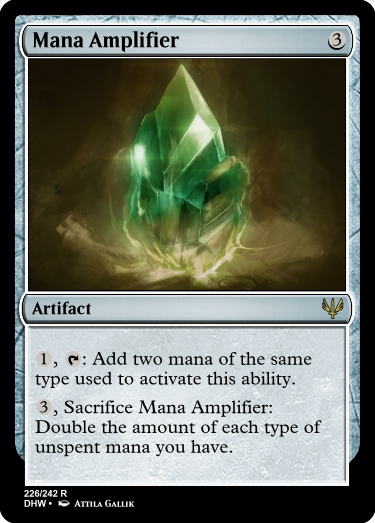 Mana Amplifier 3
Artifact
1, : Add two mana of the same
type used to activate this ability.
3, Sacrifice Mana Amplifier:
Double the amount of each type of
unspent mana you have.
226/242 R
DHW • Attila Gallik